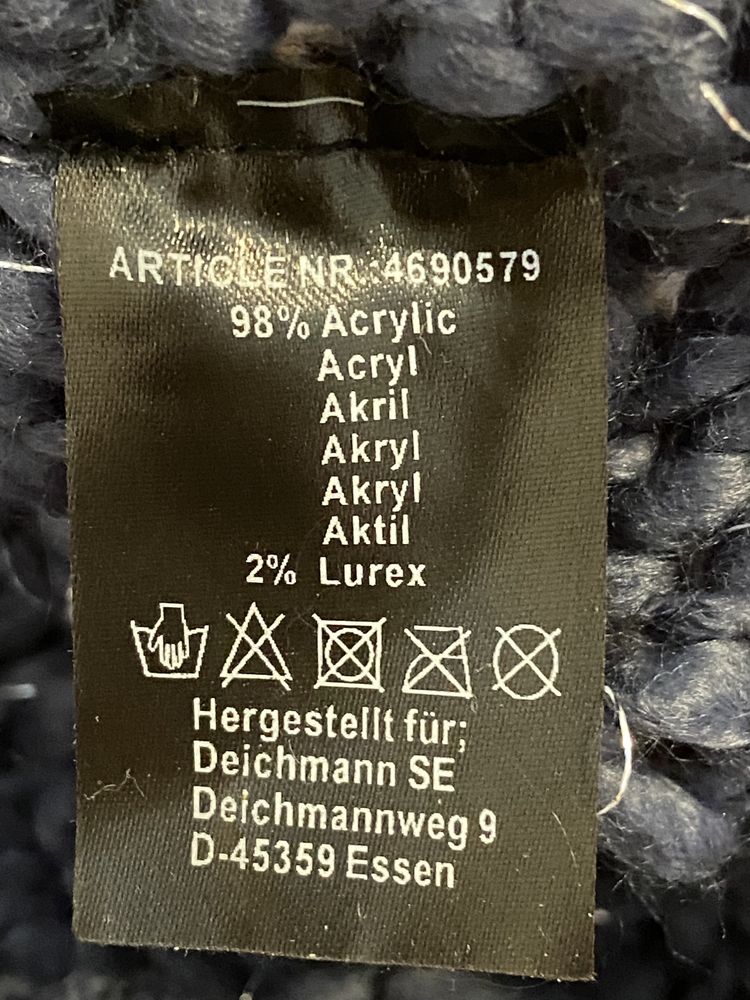 ARTICLE NR.:4690579
98% Acrylic
Acryl
Akril
Akryl
Akryl
Aktil
2% Lurex
Hergestellt für;
Deichmann SE
Deichmannweg 9
D-45359 Essen